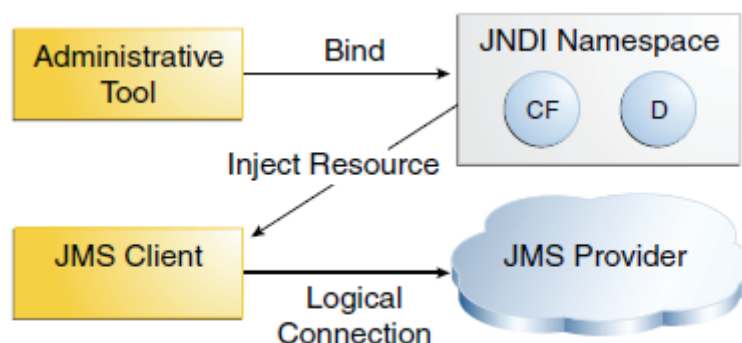 Administrative
Tool
Bind
JNDI Namespace
CF
D
Inject Resource
JMS Client
Logical
Connection
JMS Provider